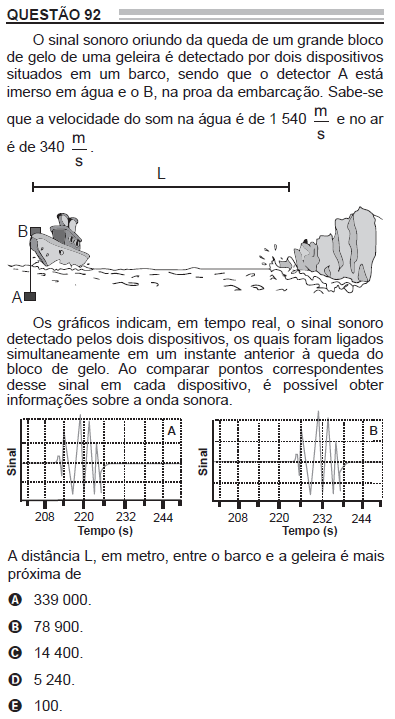 QUESTÃO 92
O sinal sonoro oriundo da queda de um grande bloco
de gelo de uma geleira é detectado por dois dispositivos
situados em um barco, sendo que o detector A está
imerso em água e o B, na proa da embarcação. Sabe-se
que a velocidade do som na água é de 1 540 m/s e no ar
é de 340 m/s.
L
B
A
Os gráficos indicam, em tempo real, o sinal sonoro
detectado pelos dois dispositivos, os quais foram ligados
simultaneamente em um instante anterior à queda do
bloco de gelo. Ao comparar pontos correspondentes
desse sinal em cada dispositivo, é possível obter
informações sobre a onda sonora.
Sinal
A
208 220 232 244
Tempo (s)
Sinal
B
208 220 232 244
Tempo (s)
A distância L, em metro, entre o barco e a geleira é mais
próxima de
A 339 000.
B 78 900.
C 14 400.
D 5 240.
E 100.